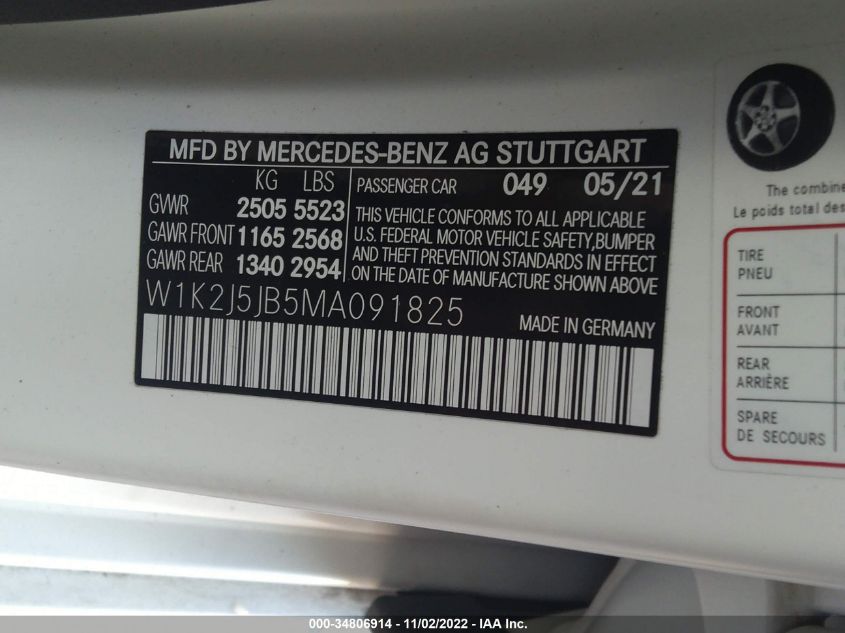 MFD BY MERCEDES-BENZ AG STUTTGART
KG LBS
GVWR 2505 5523
GAWR FRONT 1165 2568
GAWR REAR 1340 2954
PASSENGER CAR 049 05/21
THIS VEHICLE CONFORMS TO ALL APPLICABLE
U.S. FEDERAL MOTOR VEHICLE SAFETY,BUMPER
AND THEFT PREVENTION STANDARDS IN EFFECT
ON THE DATE OF MANUFACTURE SHOWN ABOVE
W1K2J5JB5MA091825
MADE IN GERMANY
The combine
Le poids total des
TIRE
PNEU
FRONT
AVANT
REAR
ARRIÈRE
SPARE
DE SECOURS
000-34806914 - 11/02/2022 - IAA Inc.